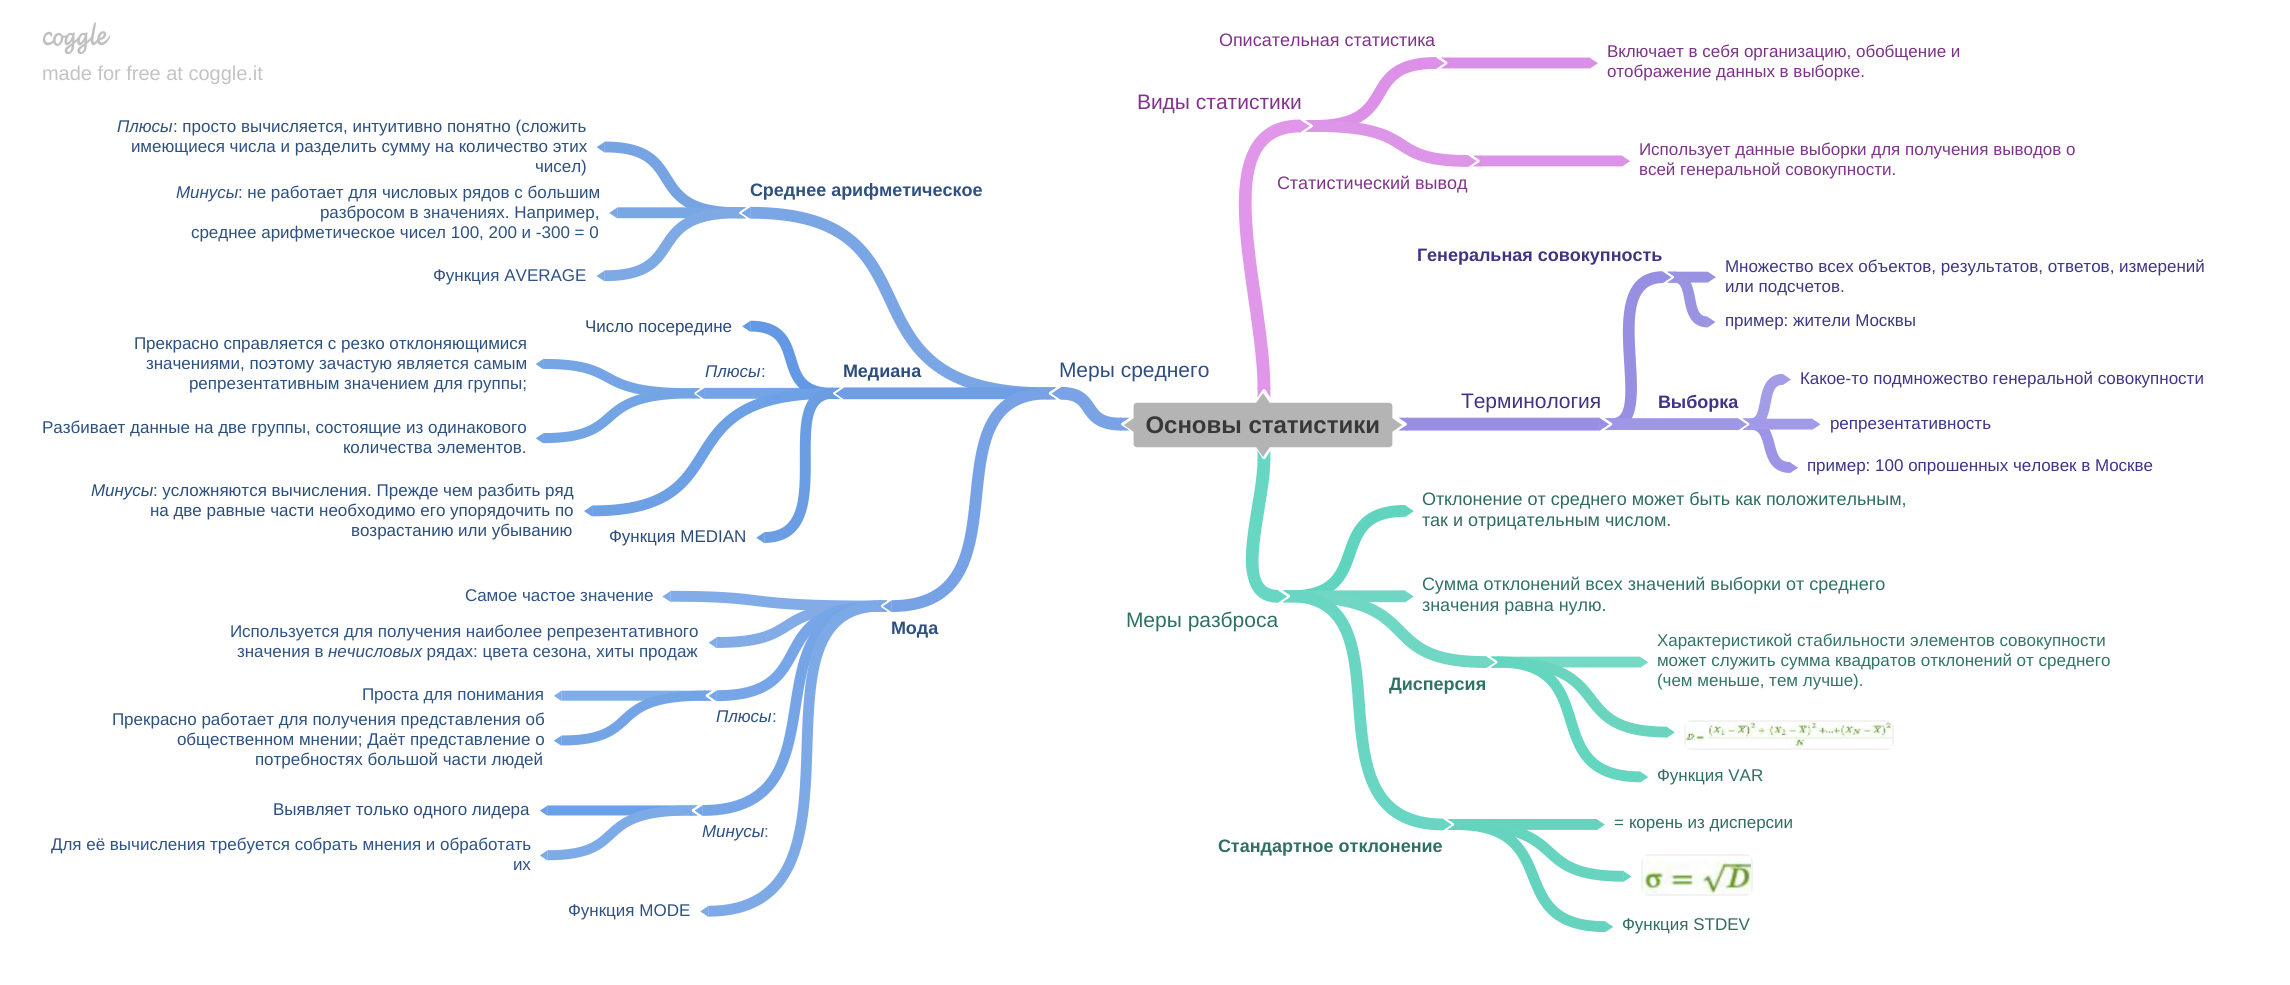 coggle
made for free at coggle.it
Основы статистики
Виды статистики
Описательная статистика
Включает в себя организацию, обобщение и
отображение данных в выборке.
Статистический вывод
Использует данные выборки для получения выводов о
всей генеральной совокупности.
Терминология
Генеральная совокупность
Множество всех объектов, результатов, ответов, измерений
или подсчетов.
пример: жители Москвы
Выборка
Какое-то подмножество генеральной совокупности
репрезентативность
пример: 100 опрошенных человек в Москве
Меры разброса
Отклонение от среднего может быть как положительным,
так и отрицательным числом.
Сумма отклонений всех значений выборки от среднего
значения равна нулю.
Дисперсия
Характеристикой стабильности элементов совокупности
может служить сумма квадратов отклонений от среднего
(чем меньше, тем лучше).
D = ((X₁ − X̅)² + (X₂ − X̅)² +...+(X_N − X̅)²) / N
Функция VAR
Стандартное отклонение
= корень из дисперсии
σ = √D
Функция STDEV
Меры среднего
Среднее арифметическое
Плюсы: просто вычисляется, интуитивно понятно (сложить
имеющиеся числа и разделить сумму на количество этих
чисел)
Минусы: не работает для числовых рядов с большим
разбросом в значениях. Например,
среднее арифметическое чисел 100, 200 и -300 = 0
Функция AVERAGE
Медиана
Число посередине
Плюсы:
Прекрасно справляется с резко отклоняющимися
значениями, поэтому зачастую является самым
репрезентативным значением для группы;
Разбивает данные на две группы, состоящие из одинакового
количества элементов.
Минусы: усложняются вычисления. Прежде чем разбить ряд
на две равные части необходимо его упорядочить по
возрастанию или убыванию
Функция MEDIAN
Мода
Самое частое значение
Используется для получения наиболее репрезентативного
значения в нечисловых рядах: цвета сезона, хиты продаж
Плюсы:
Проста для понимания
Прекрасно работает для получения представления об
общественном мнении; Даёт представление о
потребностях большой части людей
Минусы:
Выявляет только одного лидера
Для её вычисления требуется собрать мнения и обработать
их
Функция MODE